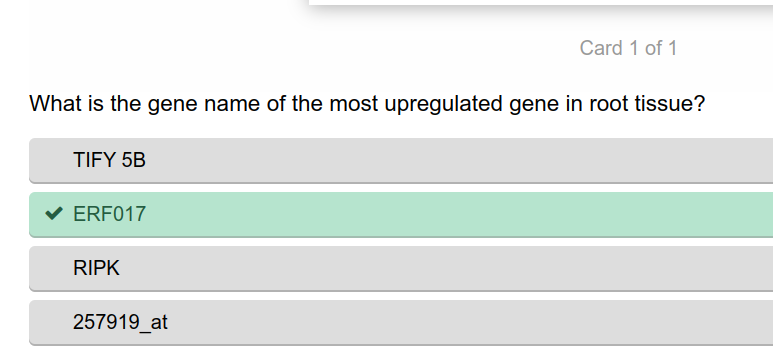 Card 1 of 1
What is the gene name of the most upregulated gene in root tissue?
TIFY 5B
ERF017
RIPK
257919_at